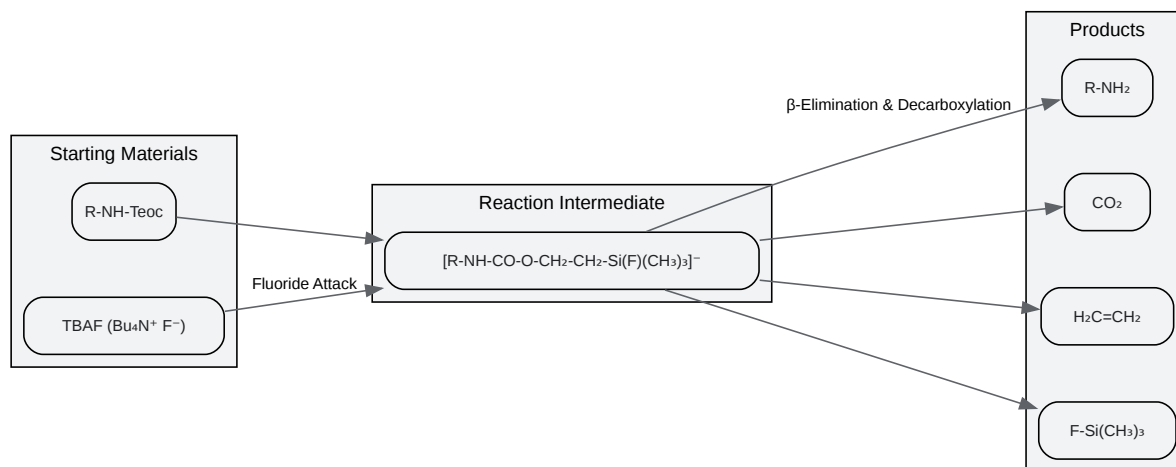 Starting Materials
R-NH-Teoc
TBAF (Bu₄N⁺ F⁻)
Fluoride Attack
Reaction Intermediate
[R-NH-CO-O-CH₂-CH₂-Si(F)(CH₃)₃]⁻
β-Elimination & Decarboxylation
Products
R-NH₂
CO₂
H₂C=CH₂
F-Si(CH₃)₃